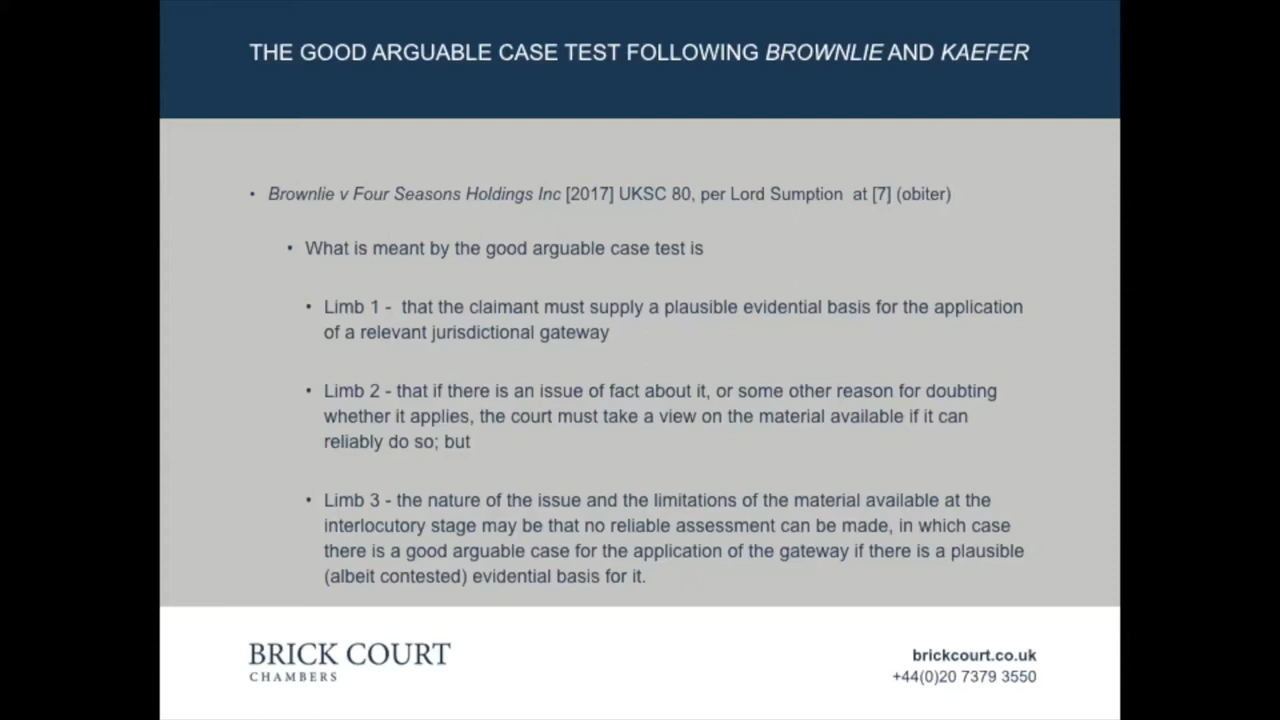 THE GOOD ARGUABLE CASE TEST FOLLOWING BROWNLIE AND KAEFER
• Brownlie v Four Seasons Holdings Inc [2017] UKSC 80, per Lord Sumption at [7] (obiter)
• What is meant by the good arguable case test is
• Limb 1 - that the claimant must supply a plausible evidential basis for the application
of a relevant jurisdictional gateway
• Limb 2 - that if there is an issue of fact about it, or some other reason for doubting
whether it applies, the court must take a view on the material available if it can
reliably do so; but
• Limb 3 - the nature of the issue and the limitations of the material available at the
interlocutory stage may be that no reliable assessment can be made, in which case
there is a good arguable case for the application of the gateway if there is a plausible
(albeit contested) evidential basis for it.
BRICK COURT
CHAMBERS
brickcourt.co.uk
+44(0)20 7379 3550